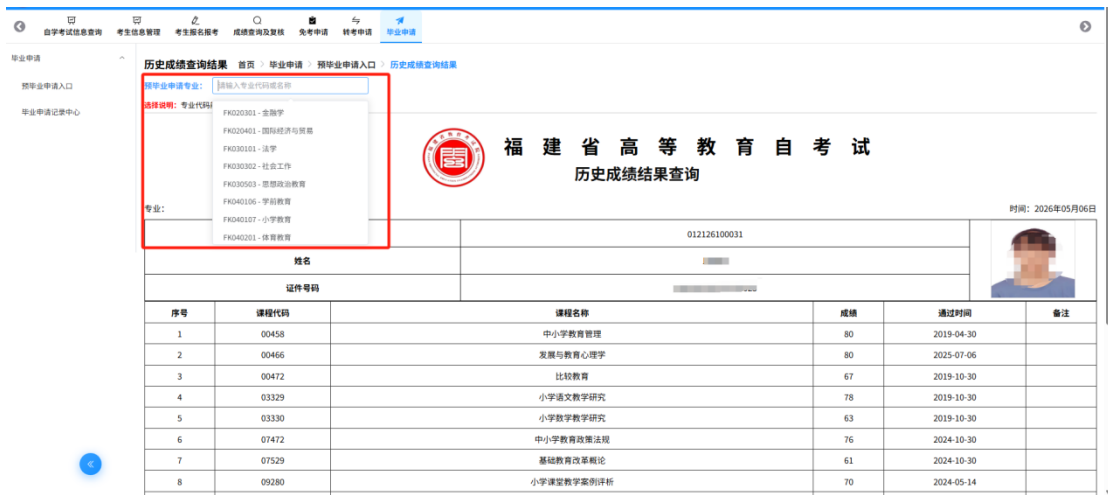 自学考试信息查询 考生信息管理 考生报名报考 成绩查询及复核 免考申请 转考申请 毕业申请
毕业申请
预毕业申请入口
毕业申请记录中心
历史成绩查询结果 首页 > 毕业申请 > 预毕业申请入口 > 历史成绩查询结果
预毕业申请专业： 请输入专业代码或名称
选择说明：专业代码
FK020301 - 金融学
FK020401 - 国际经济与贸易
FK030101 - 法学
FK030302 - 社会工作
FK030503 - 思想政治教育
FK040106 - 学前教育
FK040107 - 小学教育
FK040201 - 体育教育
福建省高等教育自考试
历史成绩结果查询
专业： 时间：2026年05月06日
012126100031
姓名
证件号码
序号 课程代码 课程名称 成绩 通过时间 备注
1 00458 中小学教育管理 80 2019-04-30
2 00466 发展与教育心理学 80 2025-07-06
3 00472 比较教育 67 2019-10-30
4 03329 小学语文教学研究 78 2019-10-30
5 03330 小学数学教学研究 63 2019-10-30
6 07472 中小学教育政策法规 76 2024-10-30
7 07529 基础教育改革概论 61 2024-10-30
8 09280 小学课堂教学案例评析 70 2024-05-14